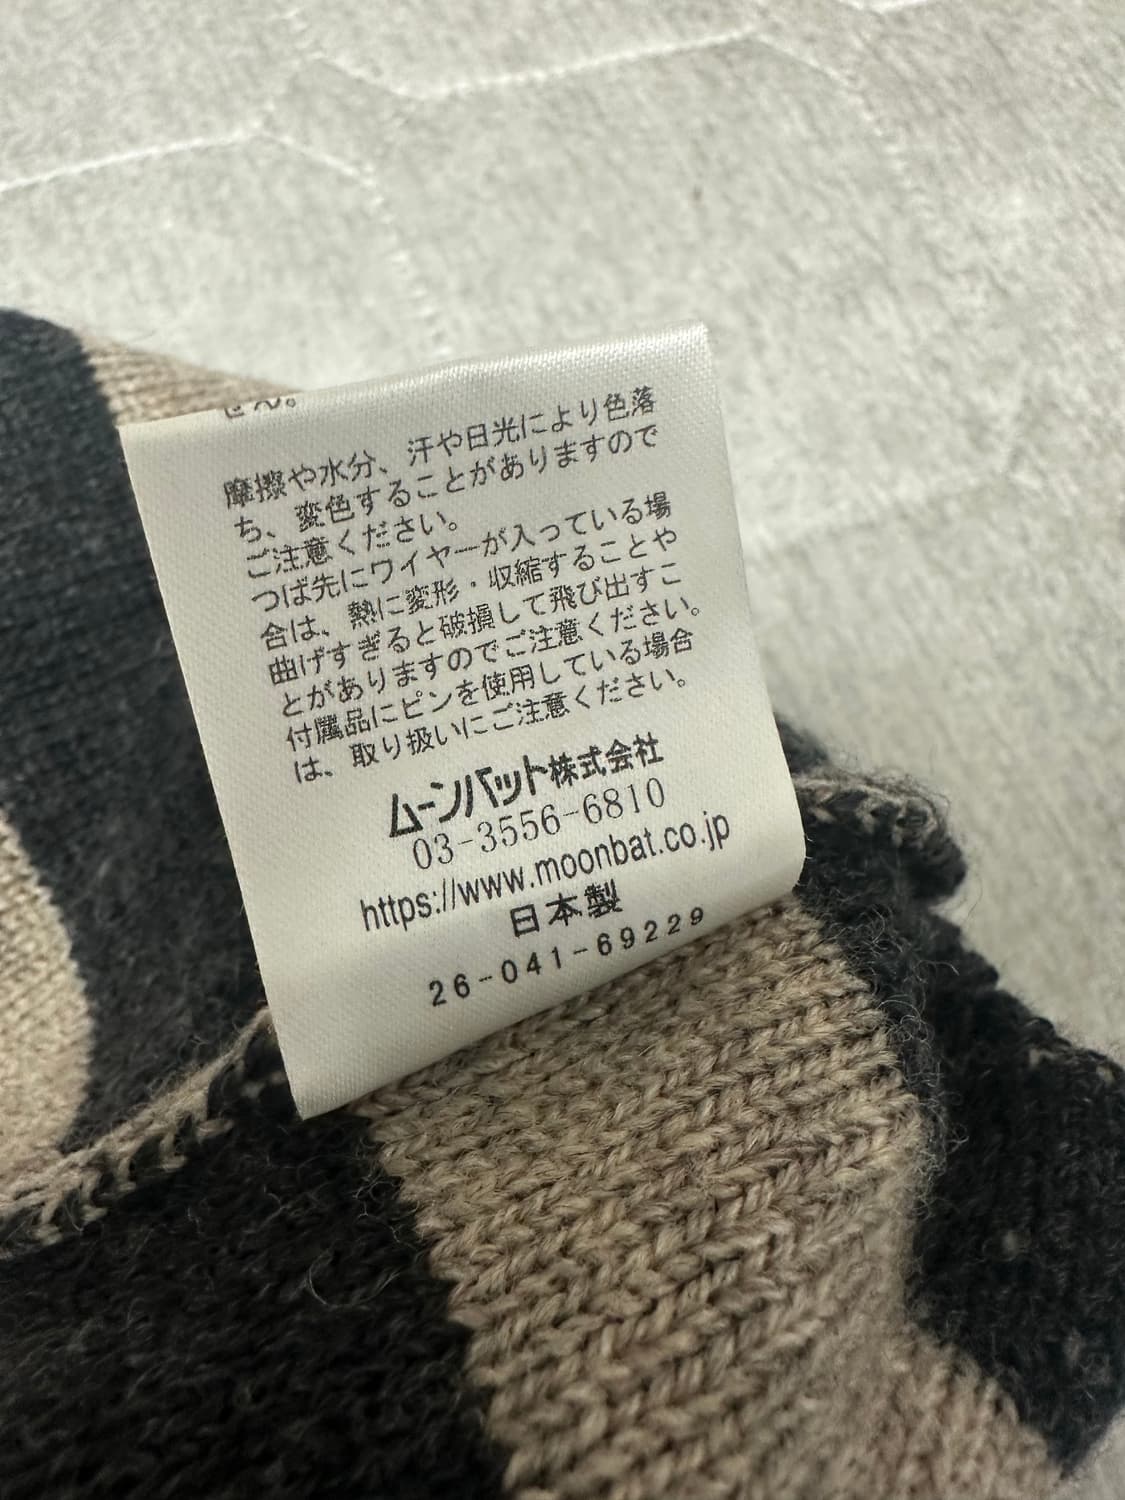 せん。
摩擦や水分、汗や日光により色落
ち、変色することがありますので
ご注意ください。
つば先にワイヤーが入っている場
合は、熱に変形・収縮することや
曲げすぎると破損して飛び出すこ
とがありますのでご注意ください。
付属品にピンを使用している場合
は、取り扱いにご注意ください。
ムーンバット株式会社
03-3556-6810
https://www.moonbat.co.jp
日本製
26-041-69229